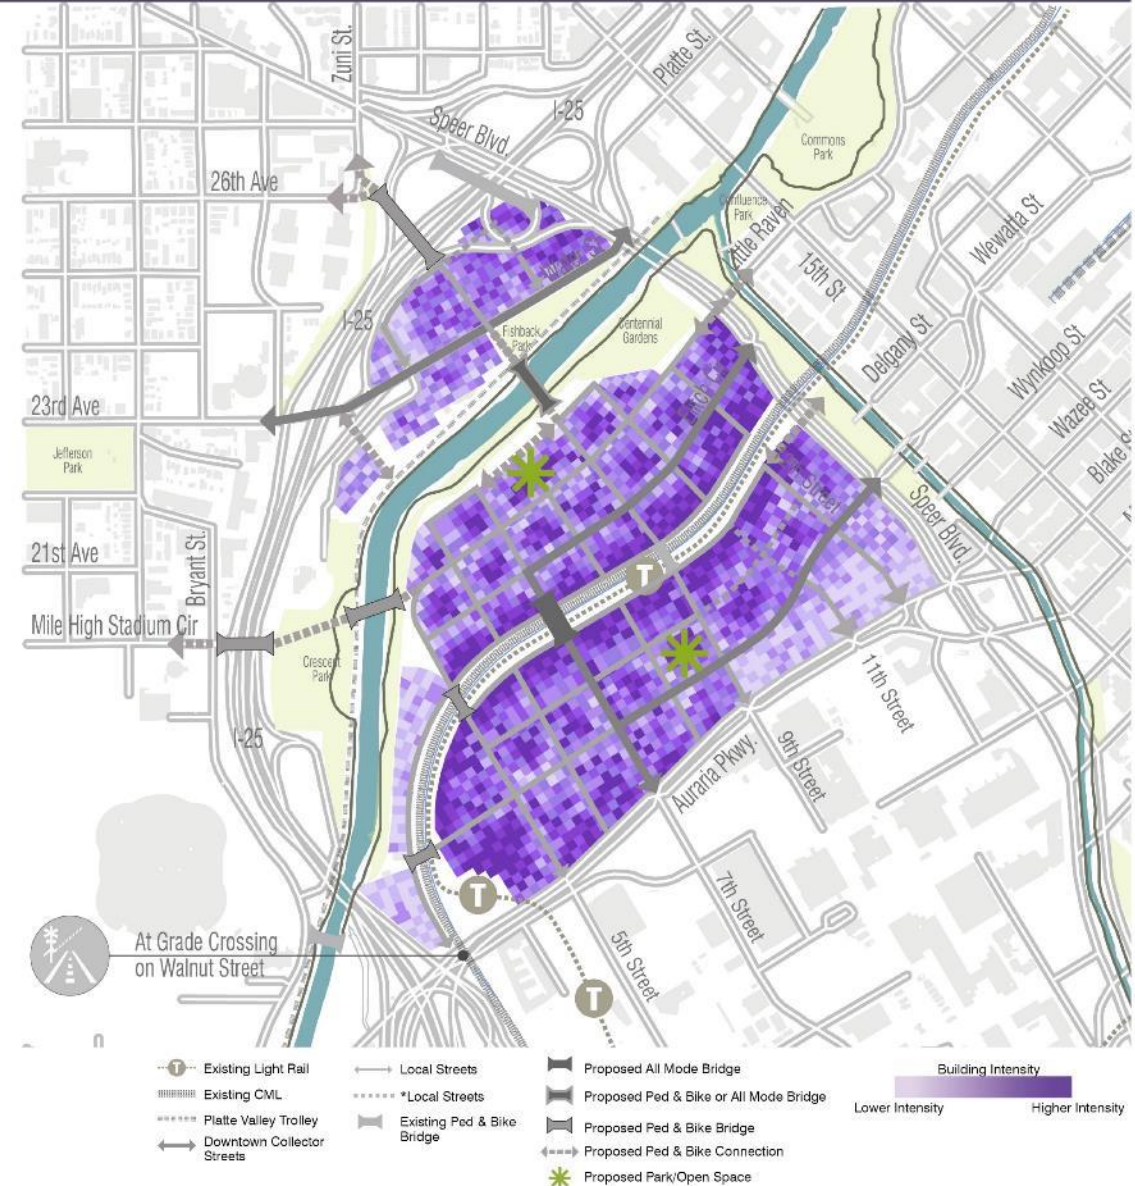 Zuni St.
Platte St.
I-25
Speer Blvd.
Commons
Park
26th Ave
Confluence
Park
Little Raven
Wewatta St
15th St
I-25
Fishback
Park
Centennial
Gardens
Delgany St
Wynkoop St
23rd Ave
Wazee St
Jefferson
Park
Speer Blvd.
21st Ave
Bryant St.
Mile High Stadium Cir
Crescent
Park
11th Street
I-25
9th Street
Auraria Pkwy.
7th Street
5th Street
At Grade Crossing
on Walnut Street
T
T
T
T Existing Light Rail
Existing CML
Platte Valley Trolley
Downtown Collector
Streets
Local Streets
*Local Streets
Existing Ped & Bike
Bridge
Proposed All Mode Bridge
Proposed Ped & Bike or All Mode Bridge
Proposed Ped & Bike Bridge
Proposed Ped & Bike Connection
Proposed Park/Open Space
Building Intensity
Lower Intensity
Higher Intensity